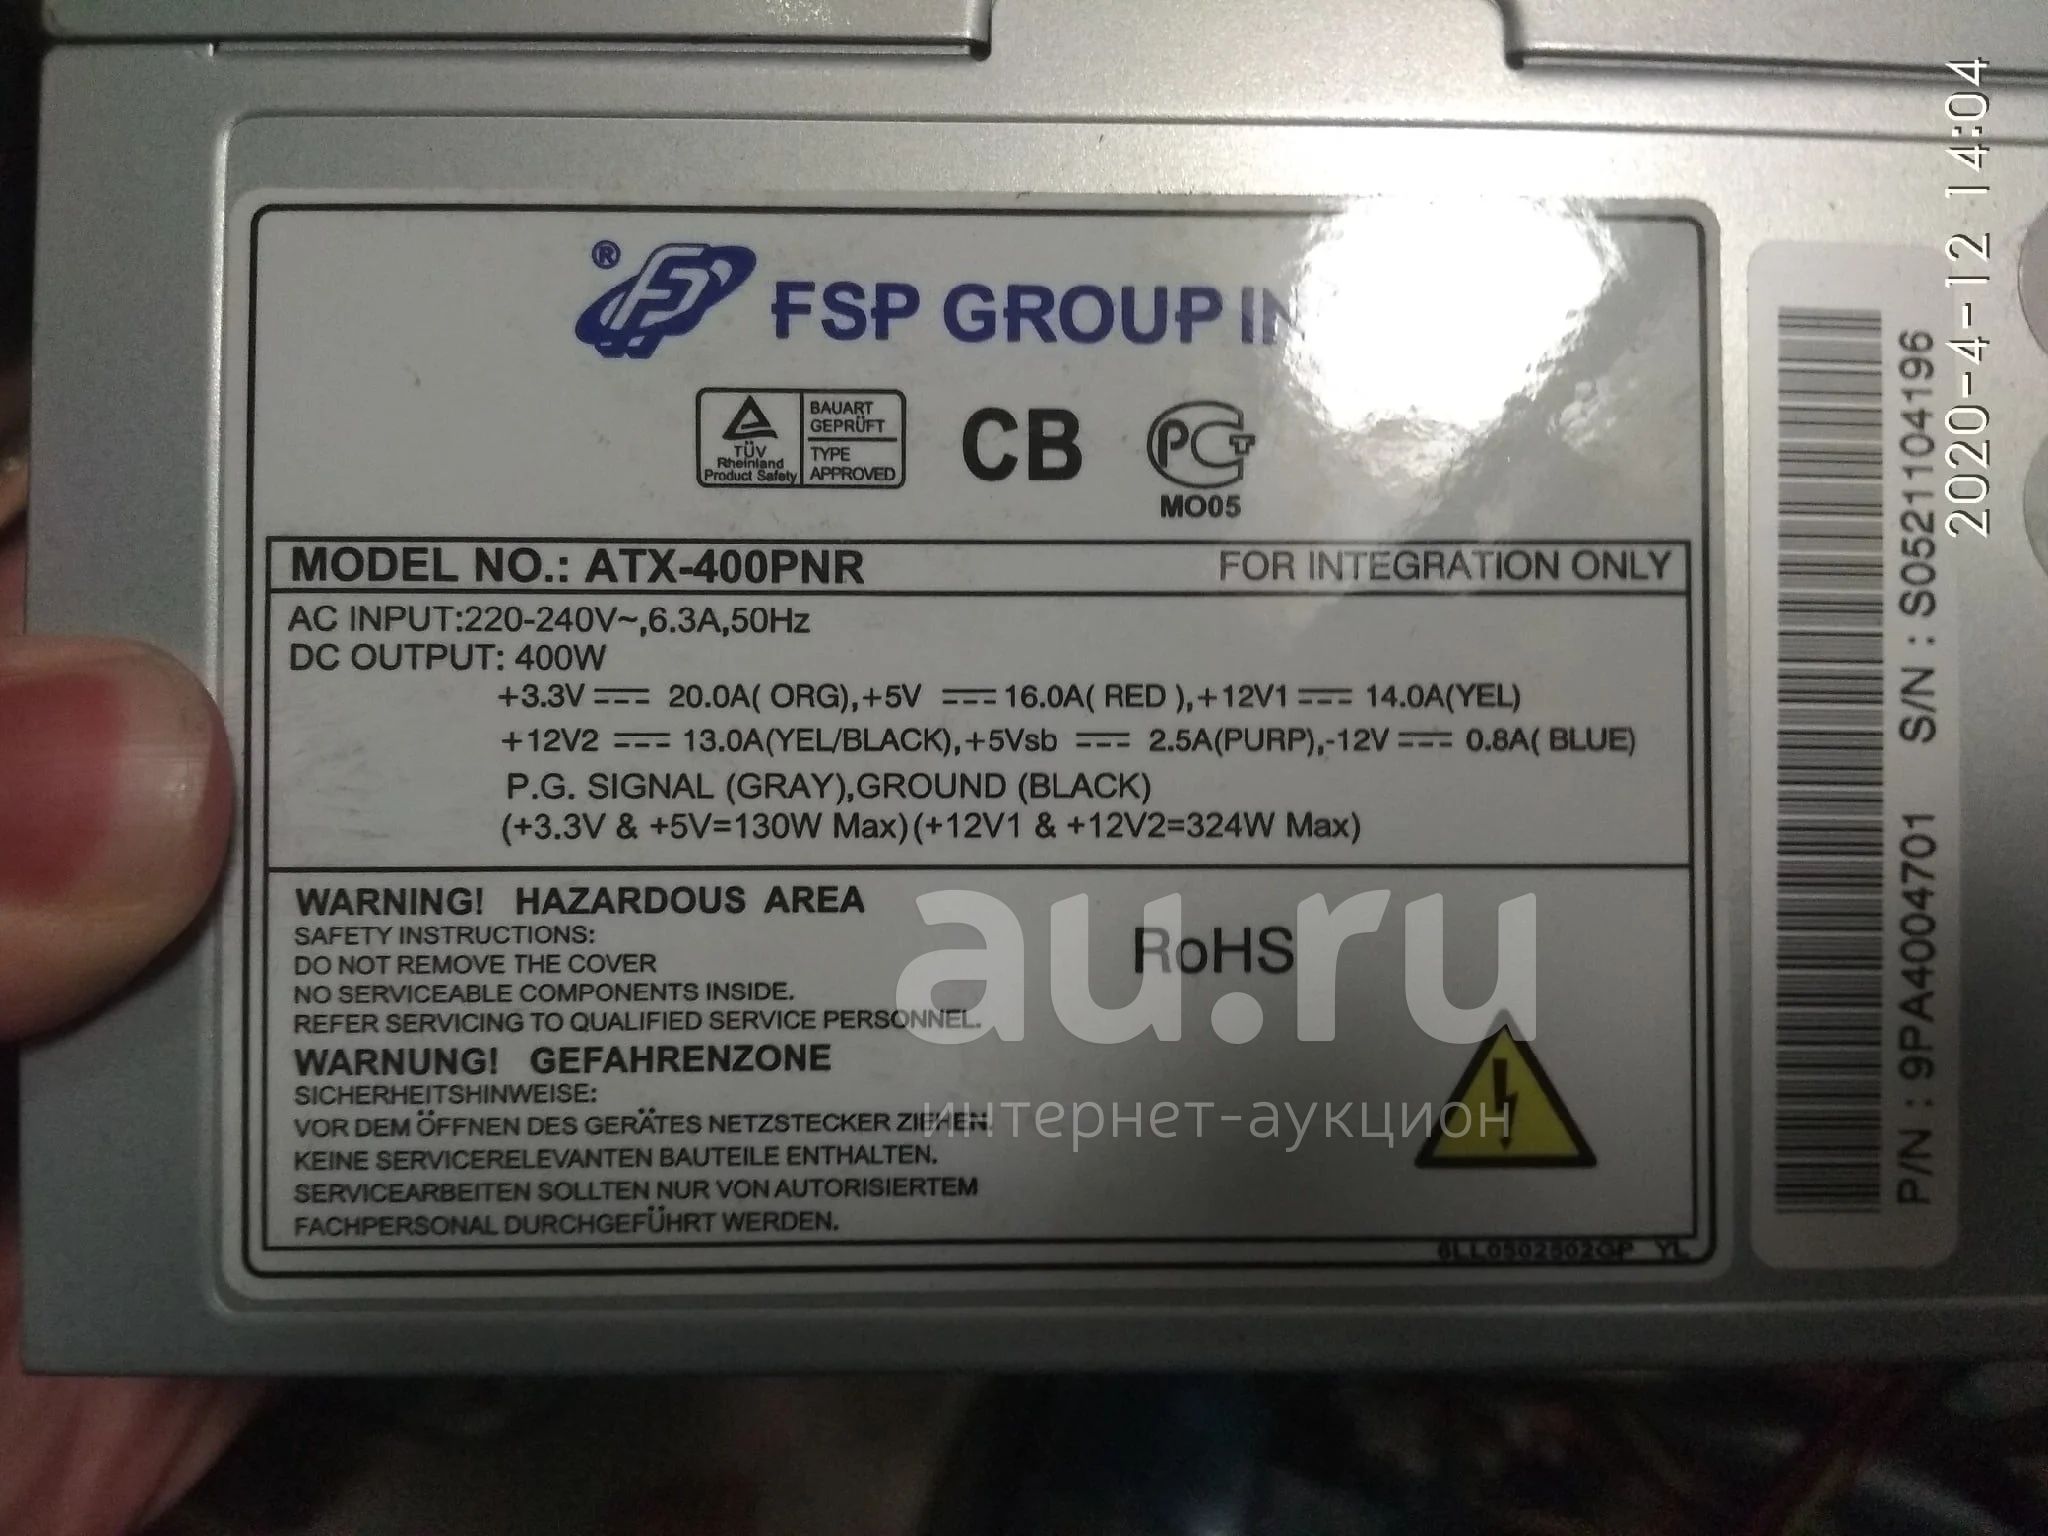 ® FSP GROUP
TÜV
Rheinland
Product Safety
BAUART
GEPRÜFT
TYPE
APPROVED
CB
РСТ
MO05
MODEL NO.: ATX-400PNR FOR INTEGRATION ONLY
AC INPUT:220-240V~,6.3A,50Hz
DC OUTPUT: 400W
+3.3V ⎓ 20.0A( ORG),+5V ⎓ 16.0A( RED ),+12V1 ⎓ 14.0A(YEL)
+12V2 ⎓ 13.0A(YEL/BLACK),+5Vsb ⎓ 2.5A(PURP),-12V ⎓ 0.8A( BLUE)
P.G. SIGNAL (GRAY),GROUND (BLACK)
(+3.3V & +5V=130W Max)(+12V1 & +12V2=324W Max)
WARNING! HAZARDOUS AREA
SAFETY INSTRUCTIONS:
DO NOT REMOVE THE COVER
NO SERVICEABLE COMPONENTS INSIDE.
REFER SERVICING TO QUALIFIED SERVICE PERSONNEL.
RoHS
WARNUNG! GEFAHRENZONE
SICHERHEITSHINWEISE:
VOR DEM ÖFFNEN DES GERÄTES NETZSTECKER ZIEHEN.
KEINE SERVICERELEVANTEN BAUTEILE ENTHALTEN.
SERVICEARBEITEN SOLLTEN NUR VON AUTORISIERTEM
FACHPERSONAL DURCHGEFÜHRT WERDEN.
6LL0502502GP YL
P/N : 9PA4004701 S/N : S0521104196
2020-4-12 14:04
au.ru
интернет-аукцион